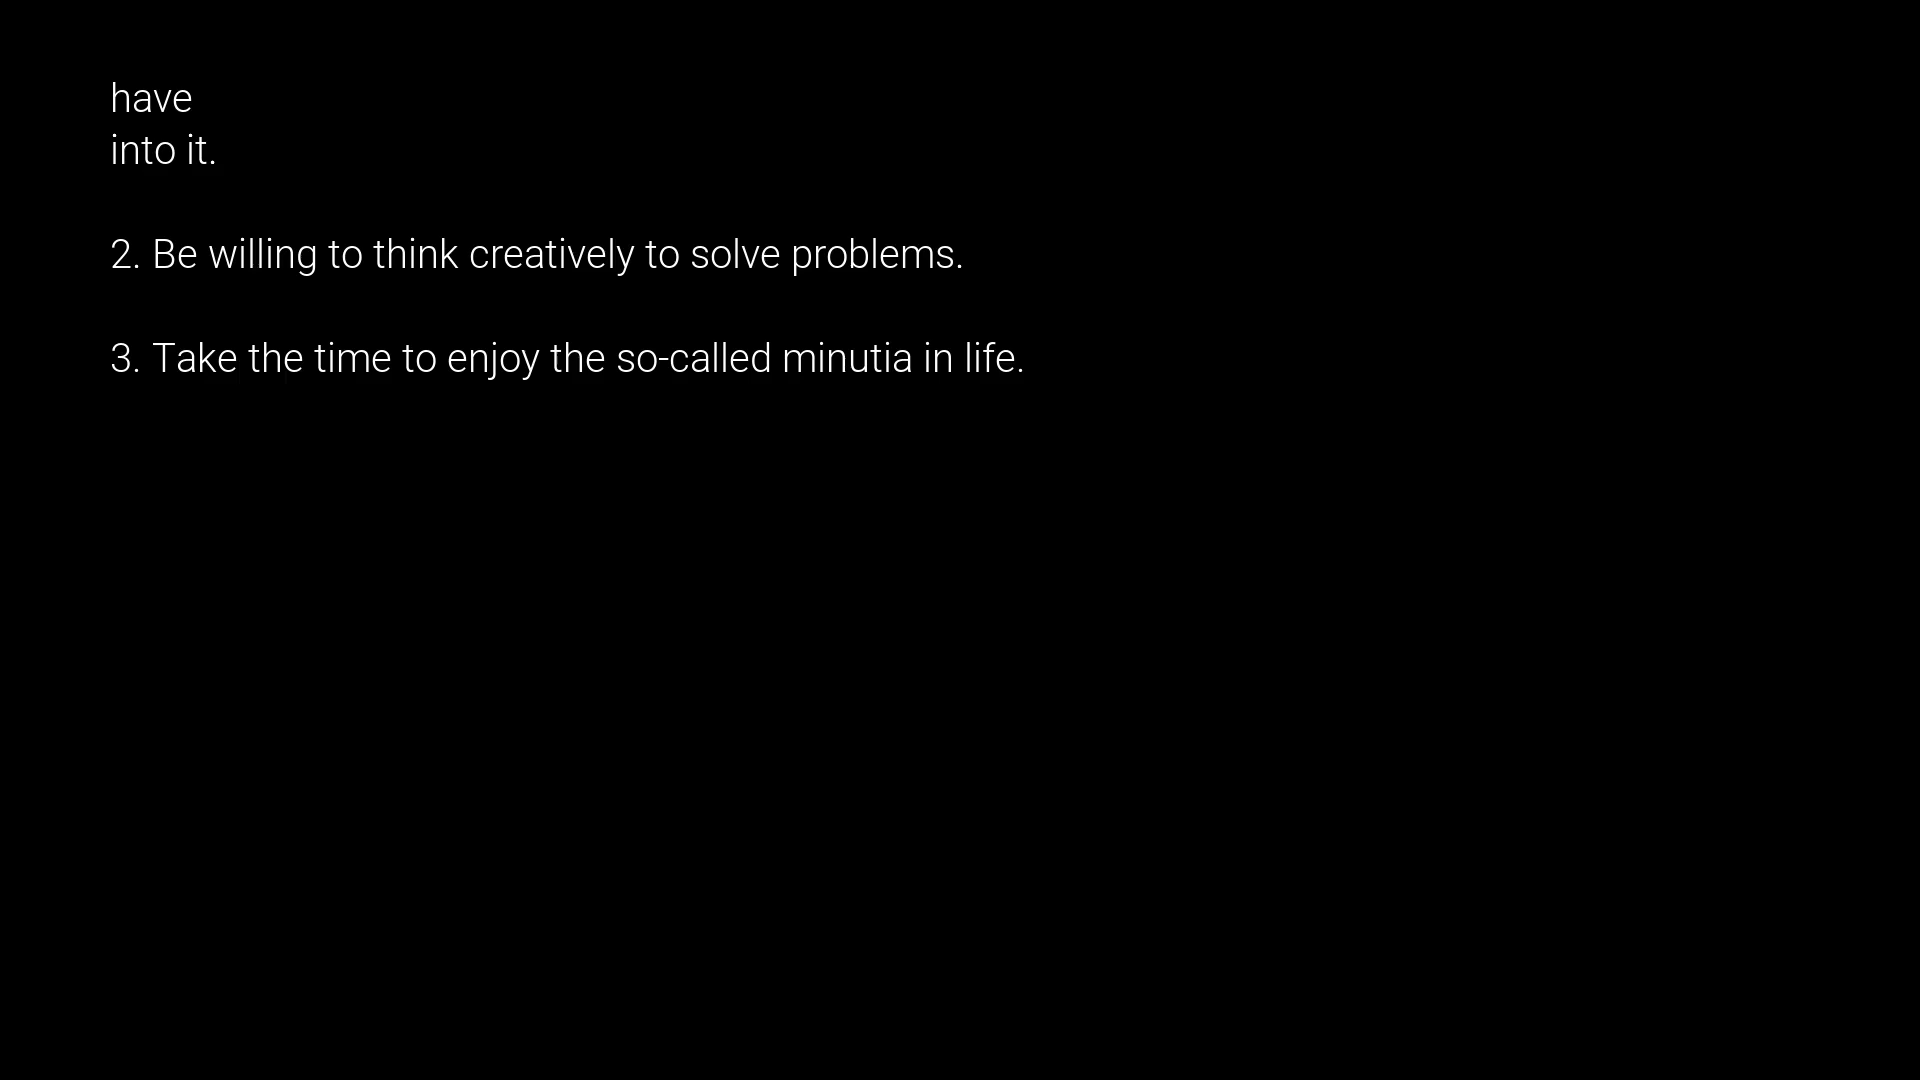 have
into it.
2. Be willing to think creatively to solve problems.
3. Take the time to enjoy the so-called minutia in life.